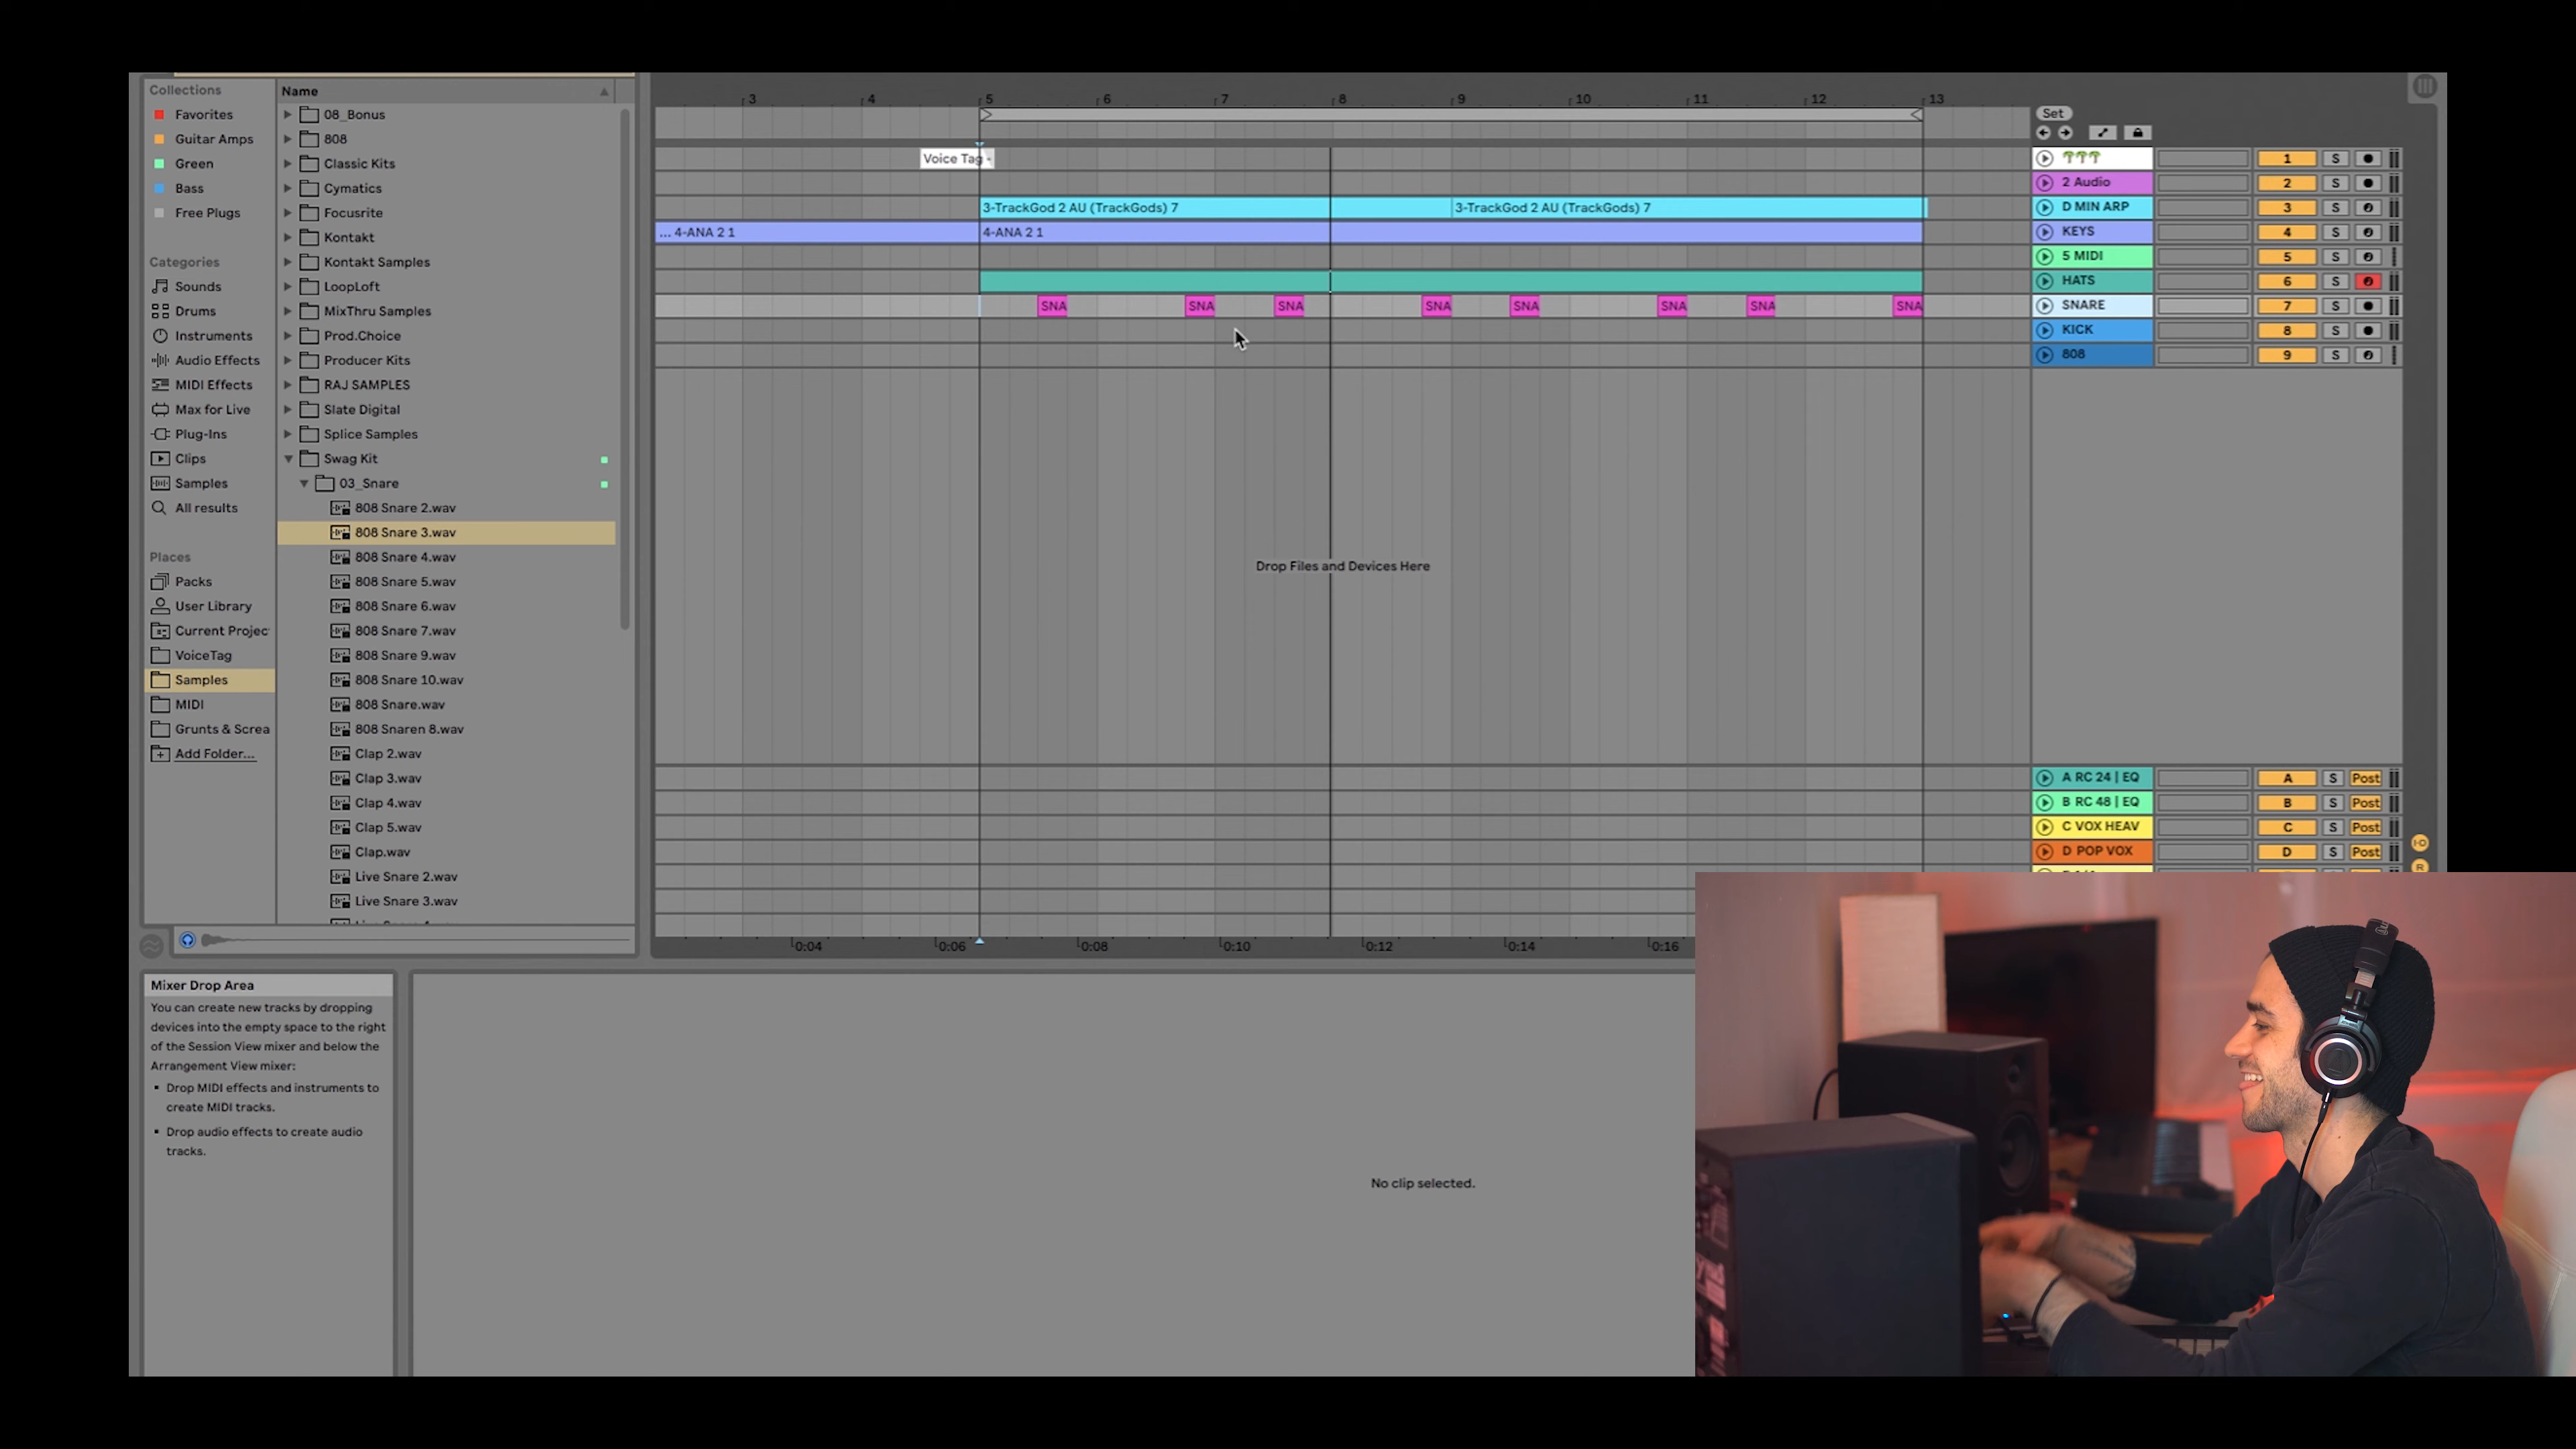 Collections
Favorites
Guitar Amps
Green
Bass
Free Plugs
Categories
Sounds
Drums
Instruments
Audio Effects
MIDI Effects
Max for Live
Plug-Ins
Clips
Samples
All results
Places
Packs
User Library
Current Projec
VoiceTag
Samples
MIDI
Grunts & Screa
Add Folder...
Name
08_Bonus
808
Classic Kits
Cymatics
Focusrite
Kontakt
Kontakt Samples
LoopLoft
MixThru Samples
Prod.Choice
Producer Kits
RAJ SAMPLES
Slate Digital
Splice Samples
Swag Kit
03_Snare
808 Snare 2.wav
808 Snare 3.wav
808 Snare 4.wav
808 Snare 5.wav
808 Snare 6.wav
808 Snare 7.wav
808 Snare 9.wav
808 Snare 10.wav
808 Snare.wav
808 Snaren 8.wav
Clap 2.wav
Clap 3.wav
Clap 4.wav
Clap 5.wav
Clap.wav
Live Snare 2.wav
Live Snare 3.wav
3 4 5 6 7 8 9 10 11 12 13
Set
Voice Tag -
1 S
2 Audio 2 S
3-TrackGod 2 AU (TrackGods) 7 3-TrackGod 2 AU (TrackGods) 7 D MIN ARP 3 S
... 4-ANA 2 1 4-ANA 2 1 KEYS 4 S
5 MIDI 5 S
HATS 6 S
SNA SNA SNA SNA SNA SNA SNA SNA SNARE 7 S
KICK 8 S
808 9 S
Drop Files and Devices Here
A RC 24 | EQ A S Post
B RC 48 | EQ B S Post
C VOX HEAV C S Post
D POP VOX D S Post
I·O
R
0:04 0:06 0:08 0:10 0:12 0:14 0:16
Mixer Drop Area
You can create new tracks by dropping
devices into the empty space to the right
of the Session View mixer and below the
Arrangement View mixer:
▪ Drop MIDI effects and instruments to
create MIDI tracks.
▪ Drop audio effects to create audio
tracks.
No clip selected.